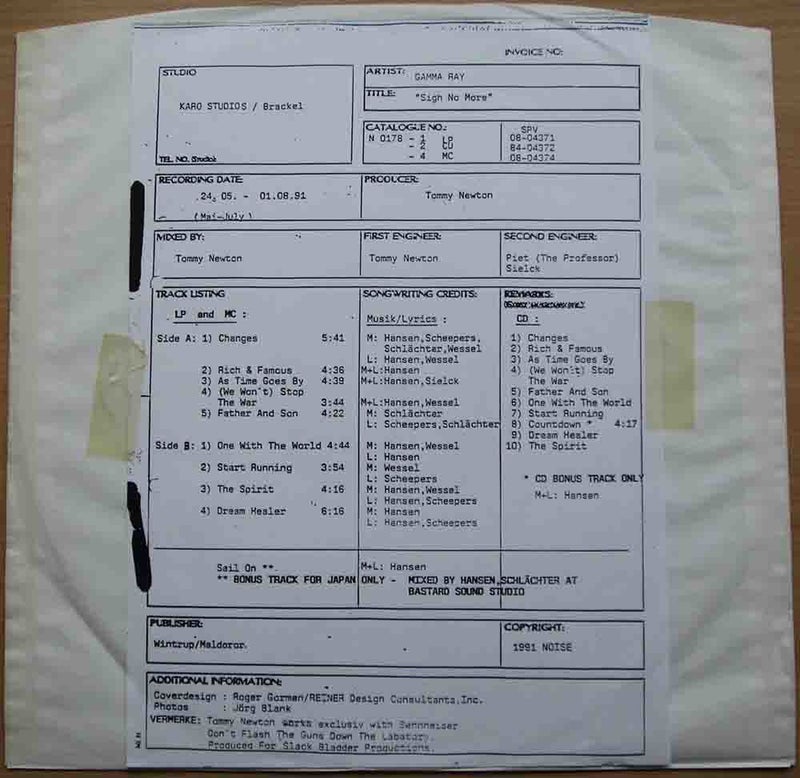 INVOICE NO:
STUDIO
KARO STUDIOS / Brackel
TEL. NO. Studio:
ARTIST: GAMMA RAY
TITLE: "Sign No More"
CATALOGUE NO.: SPV
N 0178 - 1 LP 08-04371
- 2 CD 84-04372
- 4 MC 08-04374
RECORDING DATE:
24. 05. - 01.08.91
(Mai-July)
PRODUCER:
Tommy Newton
MIXED BY:
Tommy Newton
FIRST ENGINEER:
Tommy Newton
SECOND ENGINEER:
Piet (The Professor)
Sielck
TRACK LISTING
LP and MC :
Side A: 1) Changes 5:41
2) Rich & Famous 4:36
3) As Time Goes By 4:39
4) (We Won't) Stop
The War 3:44
5) Father And Son 4:22
Side B: 1) One With The World 4:44
2) Start Running 3:54
3) The Spirit 4:16
4) Dream Healer 6:16
SONGWRITING CREDITS:
Musik/Lyrics :
M: Hansen,Scheepers,
Schlächter,Wessel
L: Hansen,Wessel
M+L:Hansen
M+L:Hansen,Sielck
M+L:Hansen,Wessel
M: Schlächter
L: Scheepers,Schlächter
M: Hansen,Wessel
L: Hansen
M: Wessel
L: Scheepers
M: Hansen,Wessel
L: Hansen,Scheepers
M: Hansen
L: Hansen,Scheepers
REMARKS:
CD :
1) Changes
2) Rich & Famous
3) As Time Goes By
4) (We Won't) Stop
The War
5) Father And Son
6) One With The World
7) Start Running
8) Countdown * 4:17
9) Dream Healer
10) The Spirit
* CD BONUS TRACK ONLY
M+L: Hansen
Sail On **. M+L: Hansen
** BONUS TRACK FOR JAPAN ONLY - MIXED BY HANSEN,SCHLÄCHTER AT
BASTARD SOUND STUDIO
PUBLISHER:
Wintrup/Maldoror.
COPYRIGHT:
1991 NOISE
ADDITIONAL INFORMATION:
Coverdesign : Roger Gorman/REINER Design Consultants,Inc.
Photos : Jörg Blank
VERMERKE: Tommy Newton works exclusiv with Sennheiser
Don't Flash The Guns Down The Labatory.
Produced For Slack Bladder Productions.